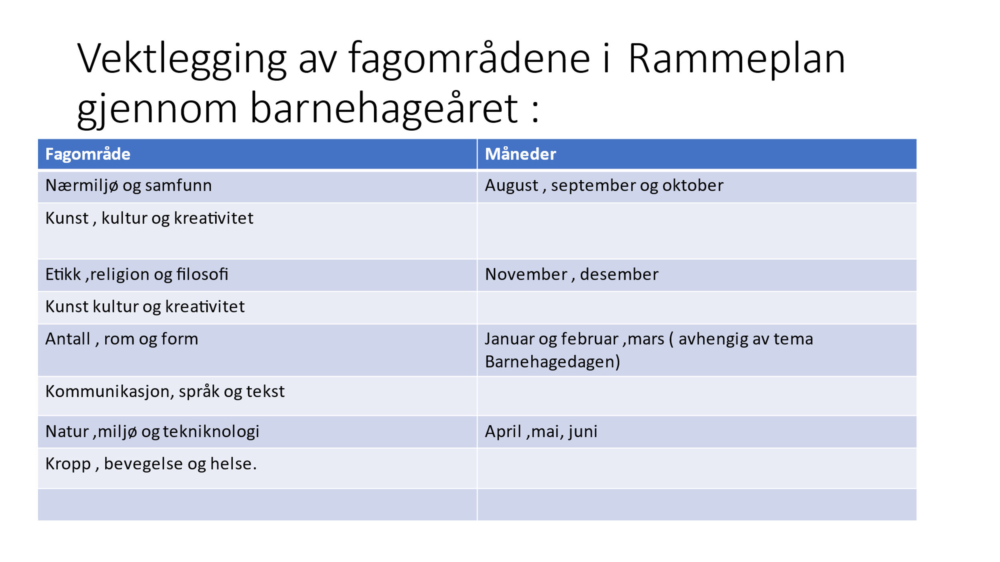 Vektlegging av fagområdene i Rammeplan
gjennom barnehageåret :
Fagområde Måneder
Nærmiljø og samfunn August , september og oktober
Kunst , kultur og kreativitet
Etikk ,religion og filosofi November , desember
Kunst kultur og kreativitet
Antall , rom og form Januar og februar ,mars ( avhengig av tema
Barnehagedagen)
Kommunikasjon, språk og tekst
Natur ,miljø og tekniknologi April ,mai, juni
Kropp , bevegelse og helse.